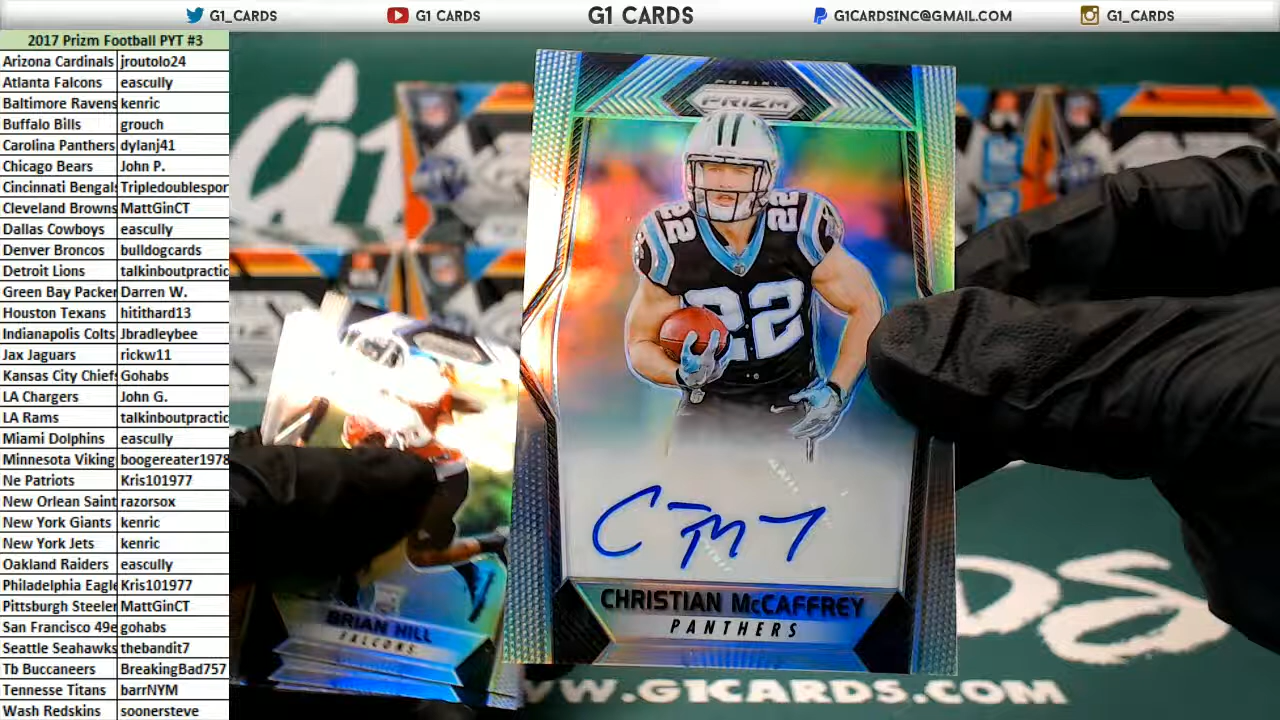 G1_CARDS
G1 CARDS
G1 CARDS
G1CARDSINC@GMAIL.COM
G1_CARDS
2017 Prizm Football PYT #3
Arizona Cardinals jroutolo24
Atlanta Falcons eascully
Baltimore Ravens kenric
Buffalo Bills grouch
Carolina Panthers dylanj41
Chicago Bears John P.
Cincinnati Bengals Tripledoublespor
Cleveland Browns MattGinCT
Dallas Cowboys eascully
Denver Broncos bulldogcards
Detroit Lions talkinboutpractic
Green Bay Packer Darren W.
Houston Texans hitithard13
Indianapolis Colts Jbradleybee
Jax Jaguars rickw11
Kansas City Chiefs Gohabs
LA Chargers John G.
LA Rams talkinboutpractic
Miami Dolphins eascully
Minnesota Viking boogereater1978
Ne Patriots Kris101977
New Orlean Saint razorsox
New York Giants kenric
New York Jets kenric
Oakland Raiders eascully
Philadelphia Eagle Kris101977
Pittsburgh Steeler MattGinCT
San Francisco 49e gohabs
Seattle Seahawks thebandit7
Tb Buccaneers BreakingBad757
Tennesse Titans barrNYM
Wash Redskins soonersteve
PANINI
PRIZM
22
22
22
CHRISTIAN McCAFFREY
PANTHERS
BRIAN HILL
FALCONS
WWW.G1CARDS.COM